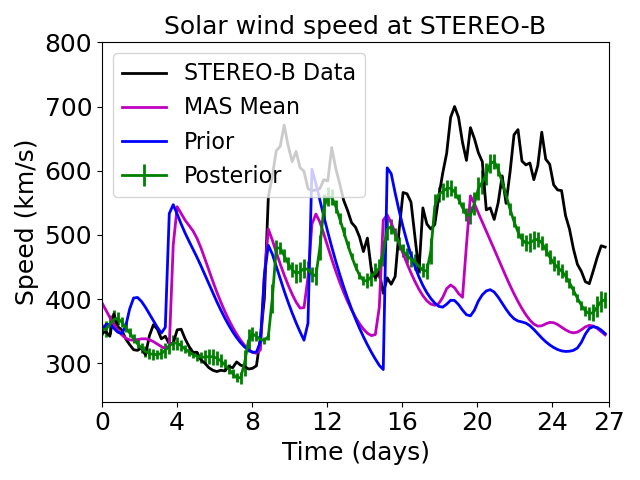 Solar wind speed at STEREO-B
800
700
600
500
400
300
Speed (km/s)
STEREO-B Data
MAS Mean
Prior
Posterior
0 4 8 12 16 20 24 27
Time (days)